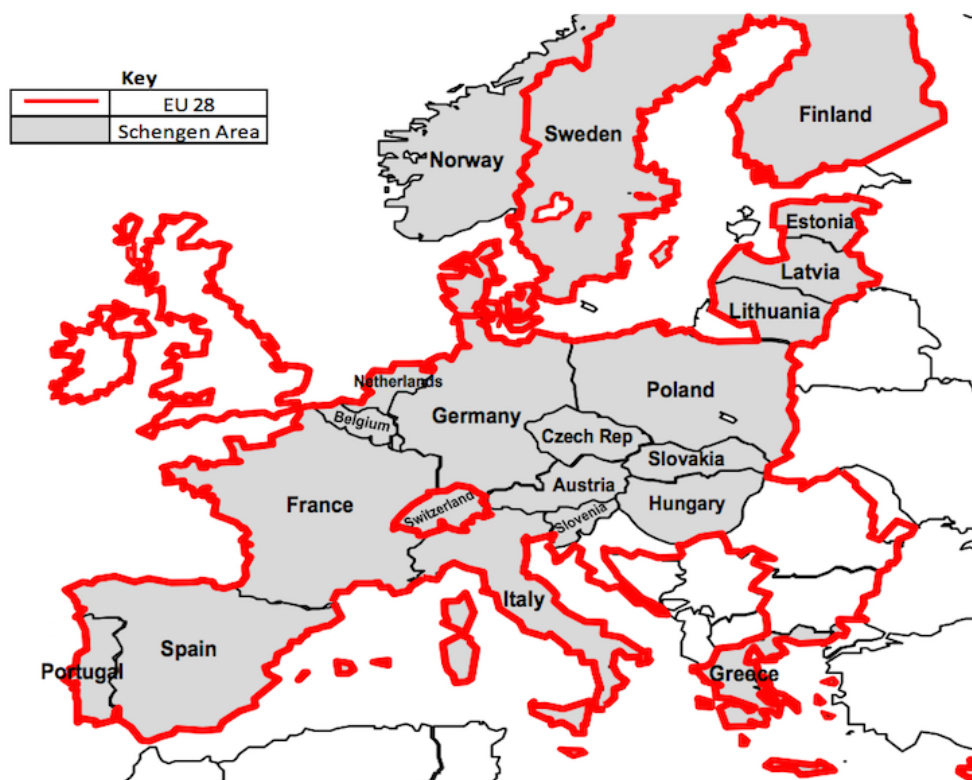 Key
EU 28
Schengen Area
Finland
Sweden
Norway
Estonia
Latvia
Lithuania
Netherlands
Poland
Belgium
Germany
Czech Rep
Slovakia
Austria
France
Switzerland
Hungary
Slovenia
Italy
Spain
Portugal
Greece